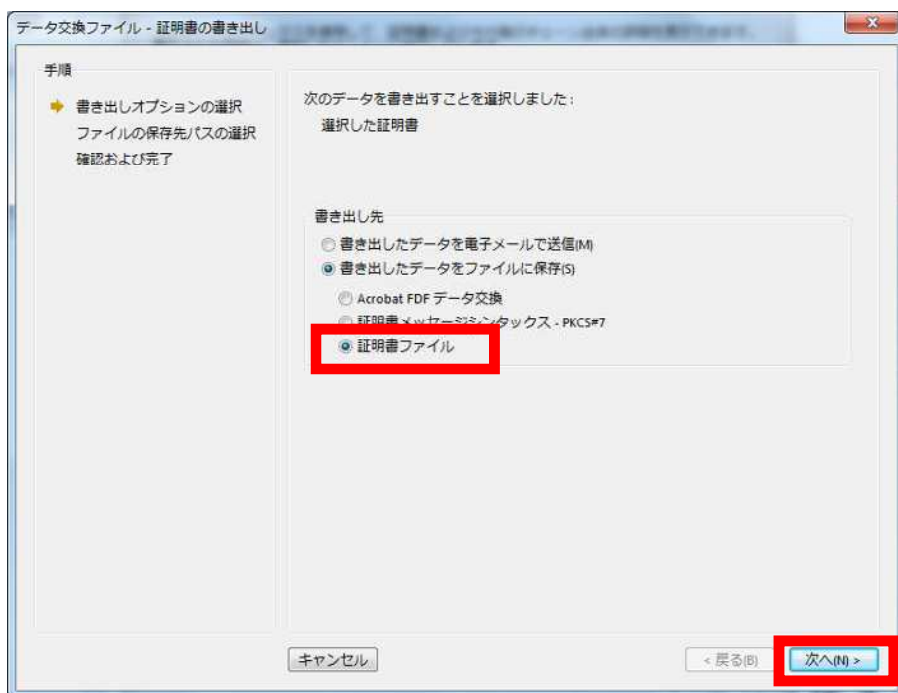 データ交換ファイル - 証明書の書き出し
手順
書き出しオプションの選択
ファイルの保存先パスの選択
確認および完了
次のデータを書き出すことを選択しました:
選択した証明書
書き出し先
書き出したデータを電子メールで送信(M)
書き出したデータをファイルに保存(S)
Acrobat FDF データ交換
証明書メッセージシンタックス - PKCS#7
証明書ファイル
キャンセル
< 戻る(B)
次へ(N) >